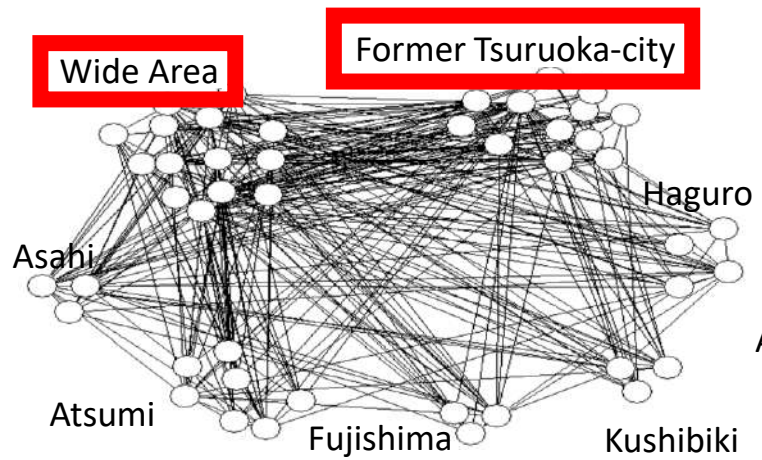 Wide Area
Former Tsuruoka-city
Haguro
Asahi
Atsumi
Fujishima
Kushibiki